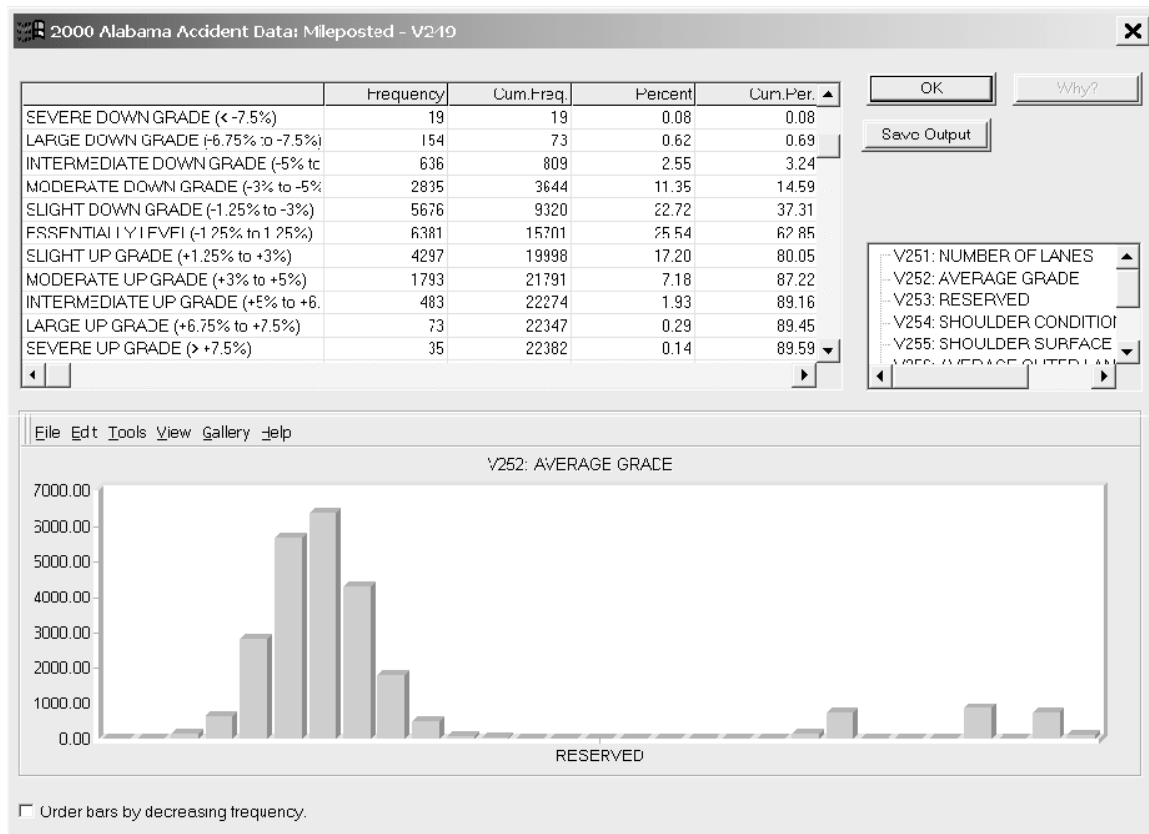 2000 Alabama Accident Data: Mileposted - V249
Frequency Cum.Freq. Percent Cum.Per.
SEVERE DOWN GRADE (< -7.5%) 19 19 0.08 0.08
LARGE DOWN GRADE (-6.75% to -7.5%) 154 73 0.62 0.69
INTERMEDIATE DOWN GRADE (-5% to 636 809 2.55 3.24
MODERATE DOWN GRADE (-3% to -5% 2835 3644 11.35 14.59
SLIGHT DOWN GRADE (-1.25% to -3%) 5676 9320 22.72 37.31
ESSENTIALLY LEVEL (-1.25% to 1.25%) 6381 15701 25.54 62.85
SLIGHT UP GRADE (+1.25% to +3%) 4297 19998 17.20 80.05
MODERATE UP GRADE (+3% to +5%) 1793 21791 7.18 87.22
INTERMEDIATE UP GRADE (+5% to +6. 483 22274 1.93 89.16
LARGE UP GRADE (+6.75% to +7.5%) 73 22347 0.29 89.45
SEVERE UP GRADE (> +7.5%) 35 22382 0.14 89.59
OK
Why?
Save Output
V251: NUMBER OF LANES
V252: AVERAGE GRADE
V253: RESERVED
V254: SHOULDER CONDITION
V255: SHOULDER SURFACE
V256: AVERAGE OUTER LAN
File Edit Tools View Gallery Help
V252: AVERAGE GRADE
7000.00
6000.00
5000.00
4000.00
3000.00
2000.00
1000.00
0.00
RESERVED
Order bars by decreasing frequency.